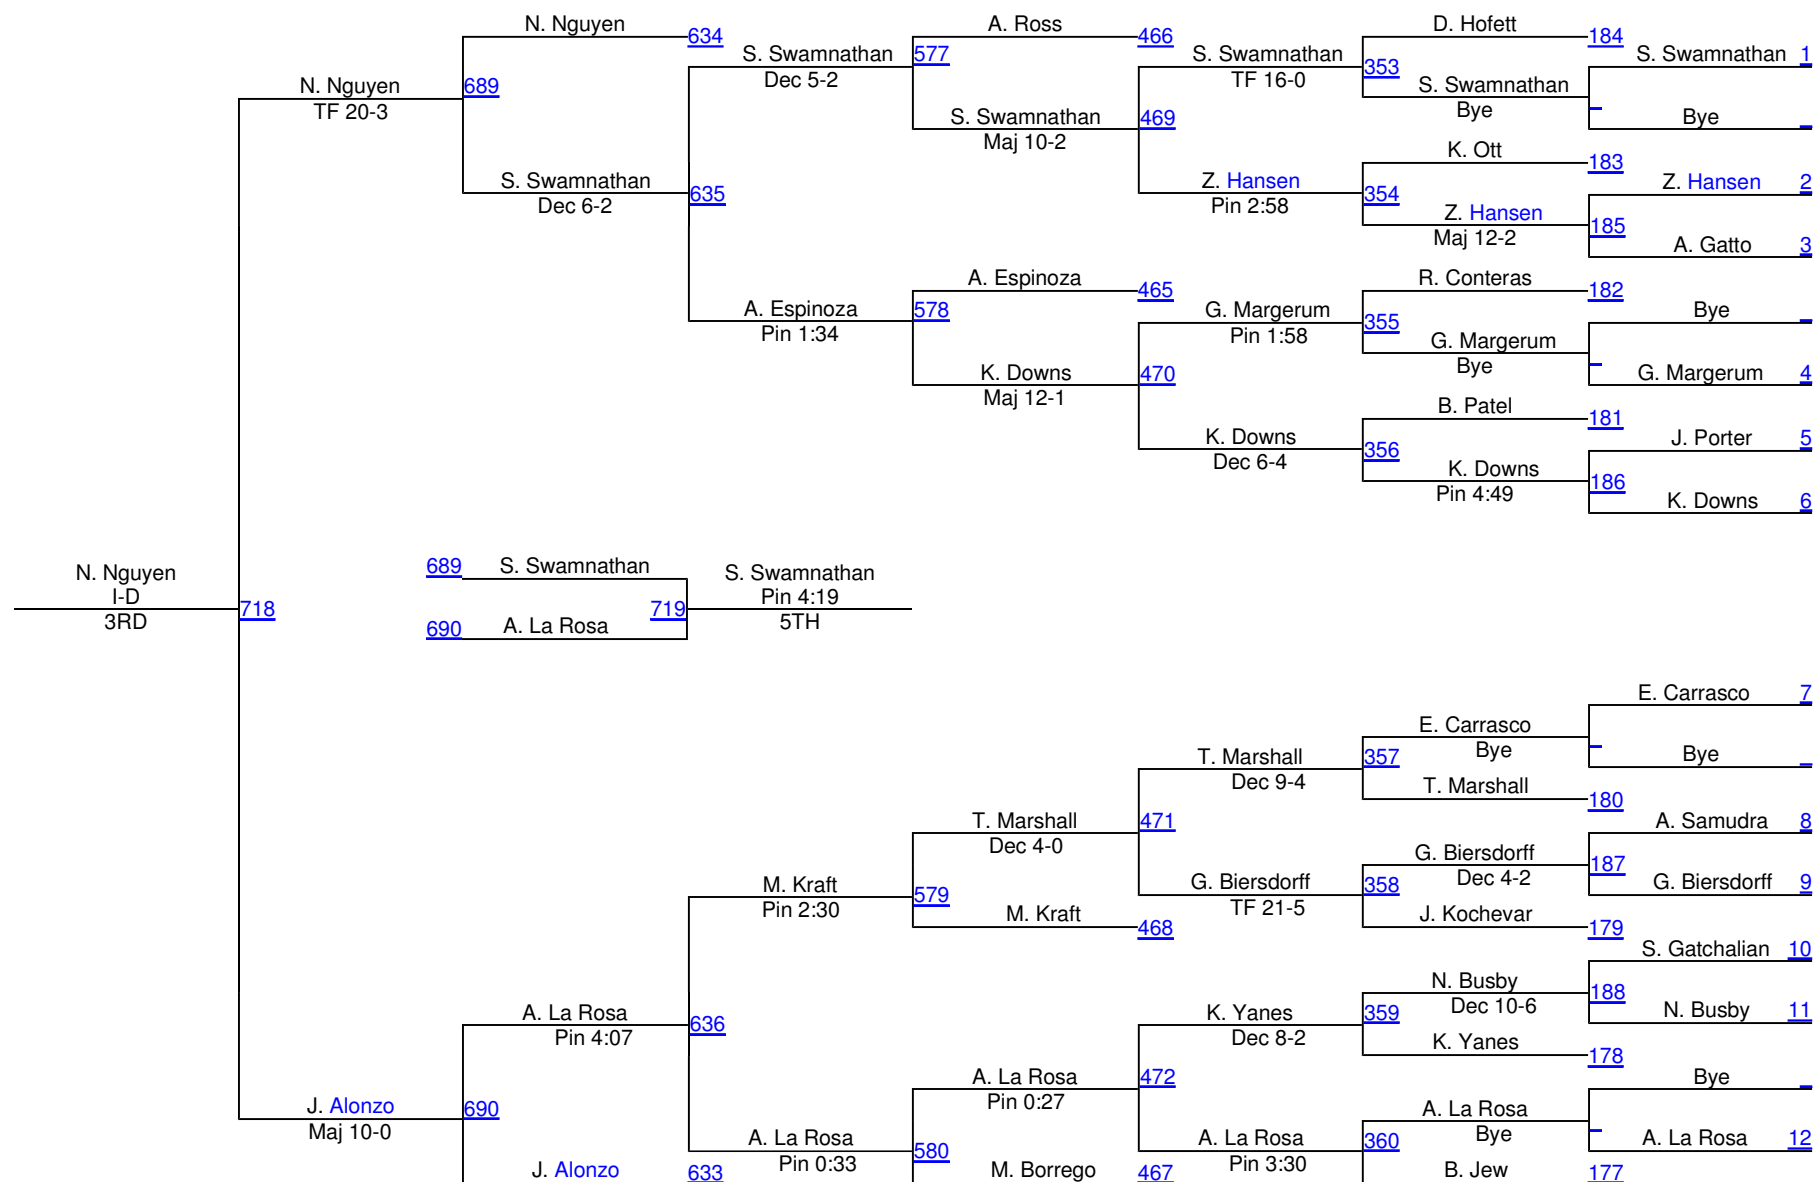 N. Nguyen 634
A. Ross 466
D. Hofett 184
S. Swamnathan 577
Dec 5-2
S. Swamnathan 353
TF 16-0
S. Swamnathan 1
N. Nguyen 689
TF 20-3
S. Swamnathan
Bye
S. Swamnathan 469
Maj 10-2
Bye
K. Ott 183
S. Swamnathan 635
Dec 6-2
Z. Hansen 354
Pin 2:58
Z. Hansen 2
Z. Hansen 185
Maj 12-2
A. Gatto 3
A. Espinoza 465
R. Conteras 182
A. Espinoza 578
Pin 1:34
G. Margerum 355
Pin 1:58
Bye
G. Margerum
Bye
K. Downs 470
Maj 12-1
G. Margerum 4
B. Patel 181
K. Downs 356
Dec 6-4
J. Porter 5
K. Downs 186
Pin 4:49
K. Downs 6
N. Nguyen
I-D 718
3RD
689 S. Swamnathan
S. Swamnathan
719 Pin 4:19
690 A. La Rosa
5TH
E. Carrasco 7
E. Carrasco
Bye
T. Marshall 357
Dec 9-4
Bye
T. Marshall 180
T. Marshall 471
Dec 4-0
A. Samudra 8
G. Biersdorff 187
Dec 4-2
M. Kraft 579
Pin 2:30
G. Biersdorff 358
TF 21-5
G. Biersdorff 9
M. Kraft 468
J. Kochevar 179
S. Gatchalian 10
N. Busby 188
Dec 10-6
A. La Rosa 636
Pin 4:07
K. Yanes 359
Dec 8-2
N. Busby 11
K. Yanes 178
A. La Rosa 472
Pin 0:27
Bye
J. Alonzo 690
Maj 10-0
A. La Rosa
Bye
A. La Rosa 580
Pin 0:33
A. La Rosa 360
Pin 3:30
A. La Rosa 12
J. Alonzo 633
M. Borrego 467
B. Jew 177